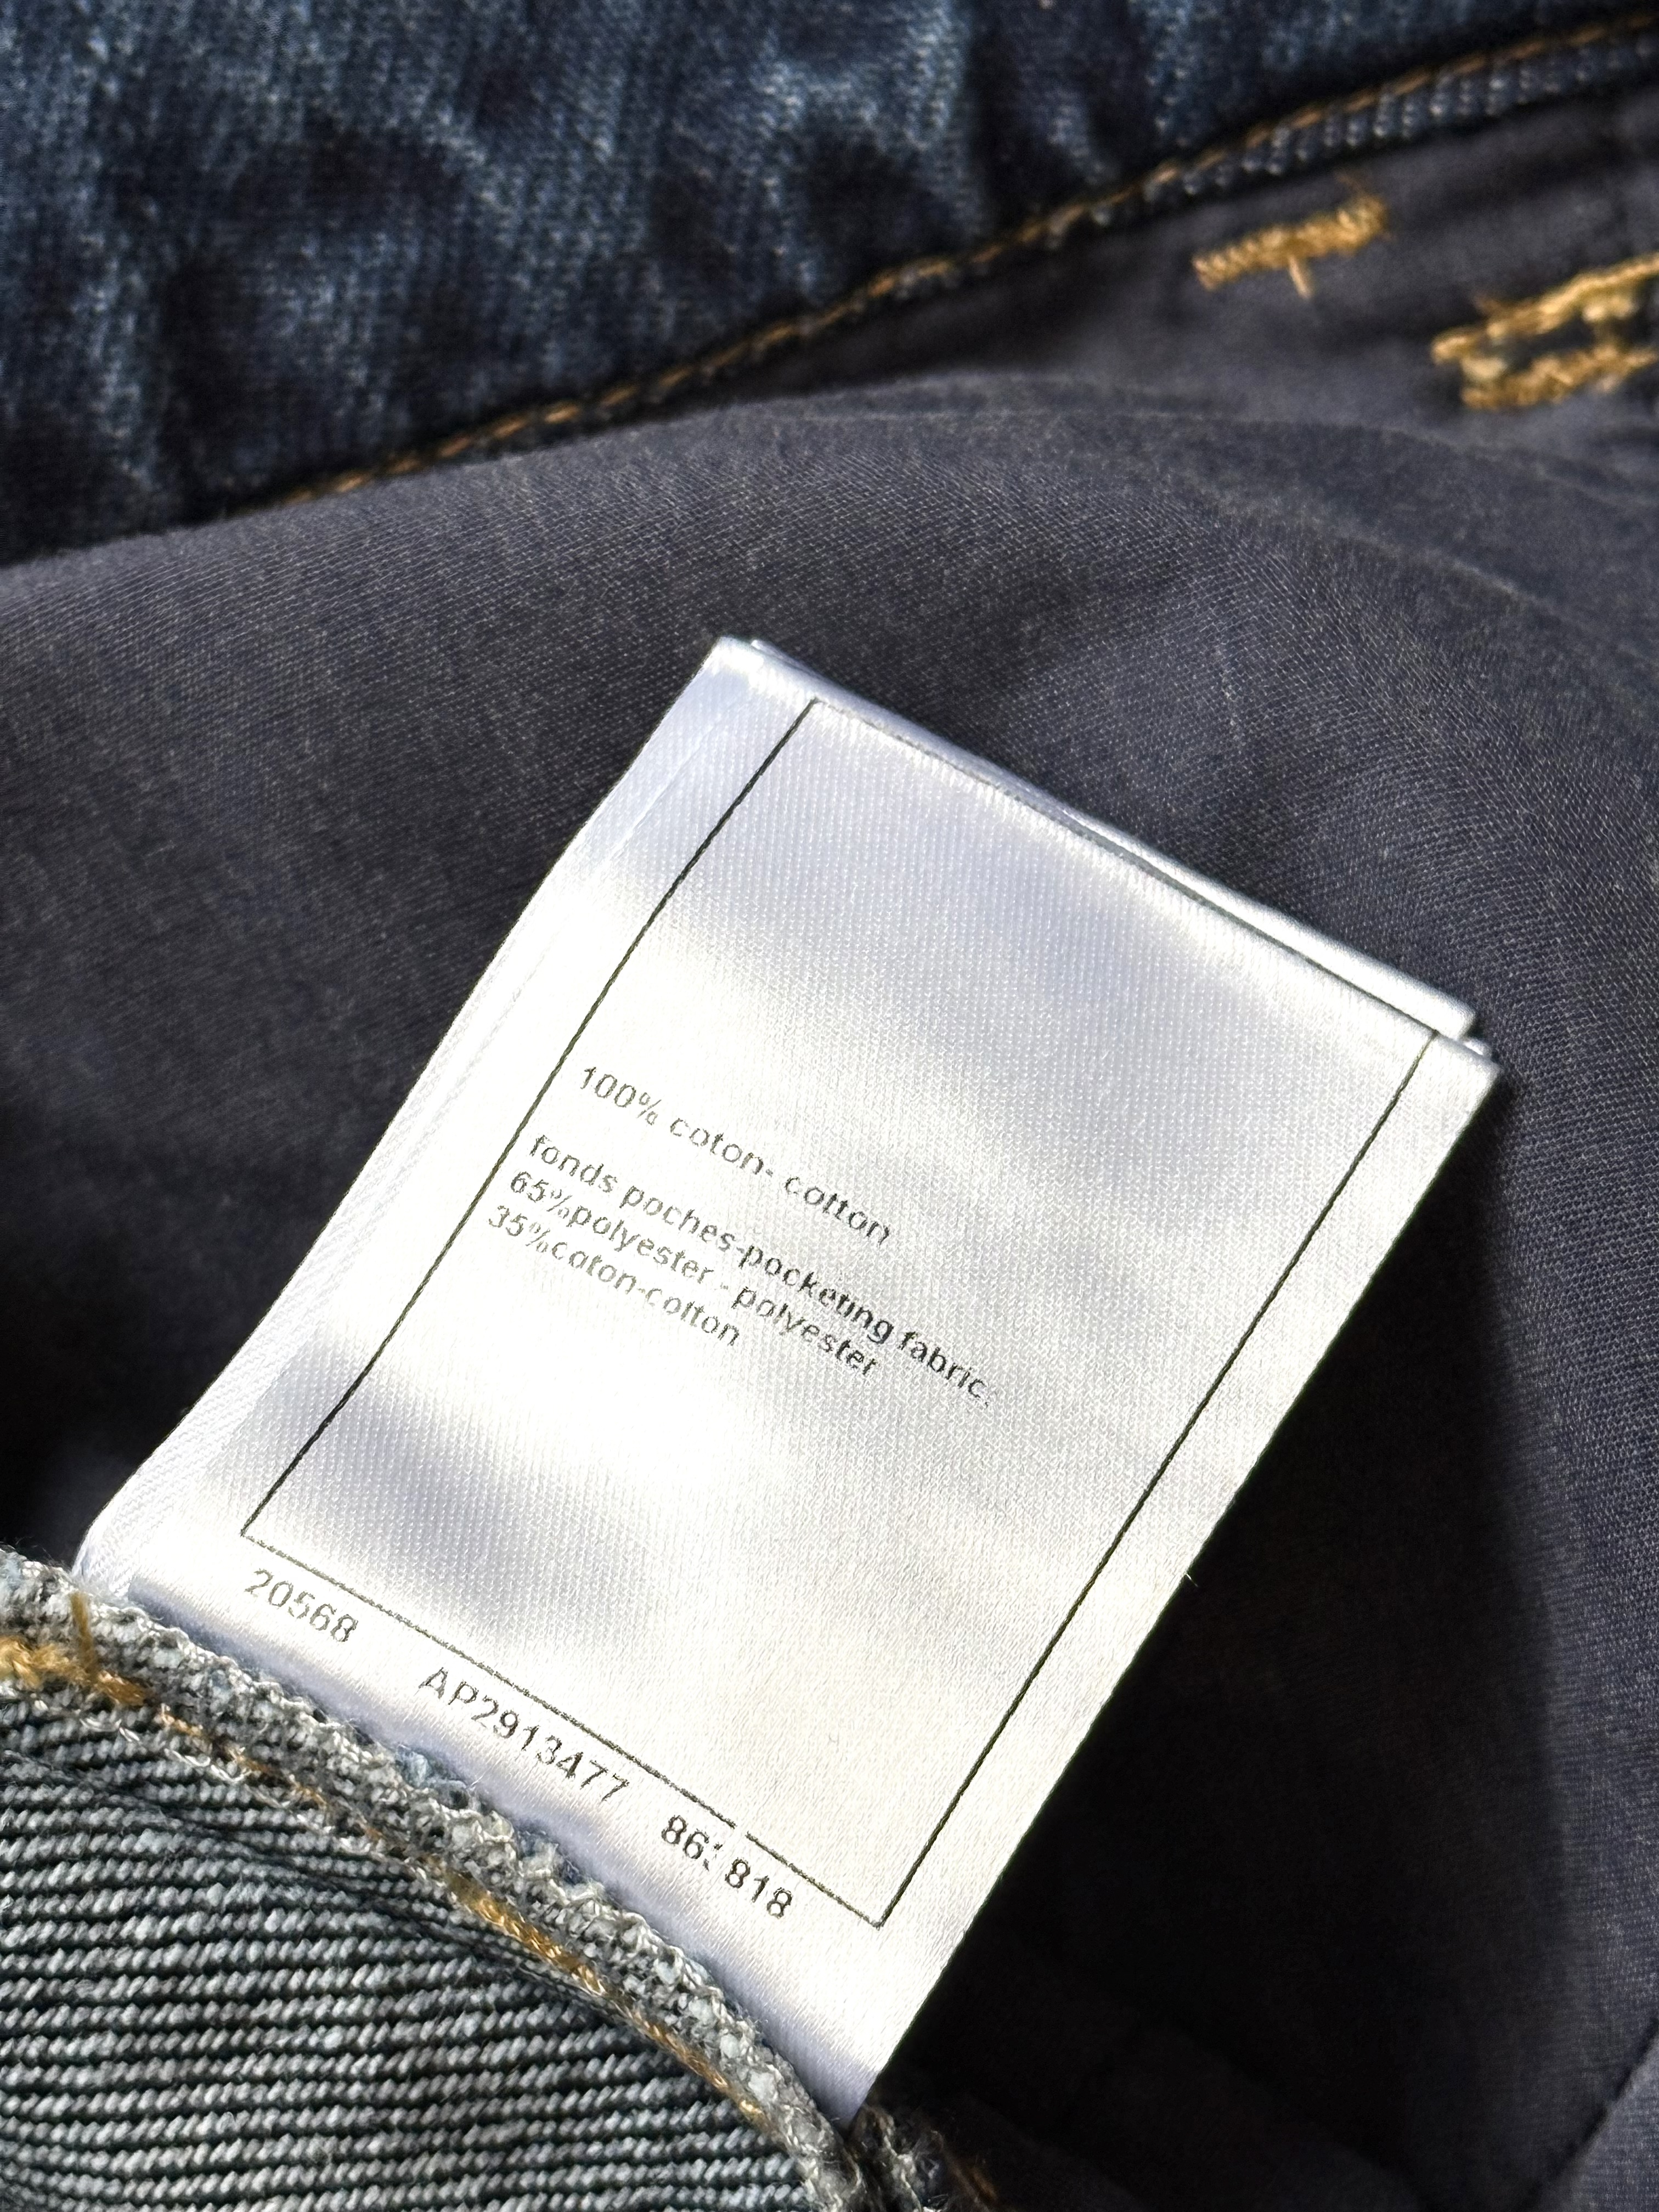 100% coton- cotton
fonds poches-pocketing fabric
65%polyester - polyester
35%coton-cotton
20568 AP2913477 818